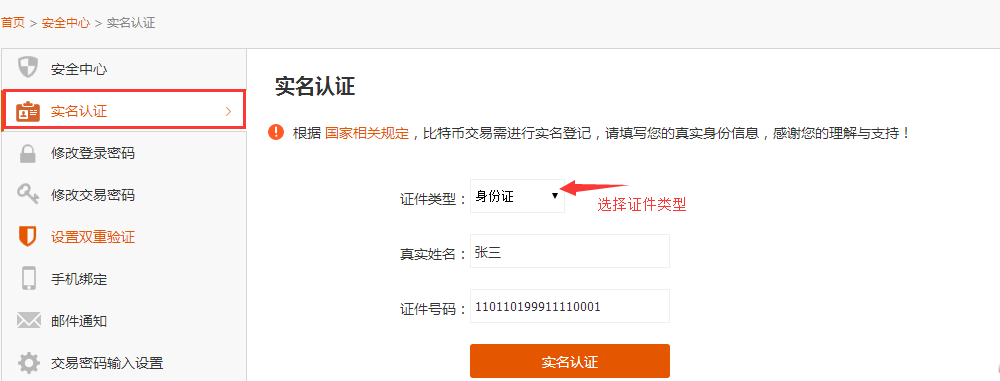 首页 > 安全中心 > 实名认证
安全中心
实名认证
修改登录密码
修改交易密码
设置双重验证
手机绑定
邮件通知
交易密码输入设置
实名认证
根据 国家相关规定，比特币交易需进行实名登记，请填写您的真实身份信息，感谢您的理解与支持！
证件类型： 身份证
选择证件类型
真实姓名： 张三
证件号码： 110110199911110001
实名认证